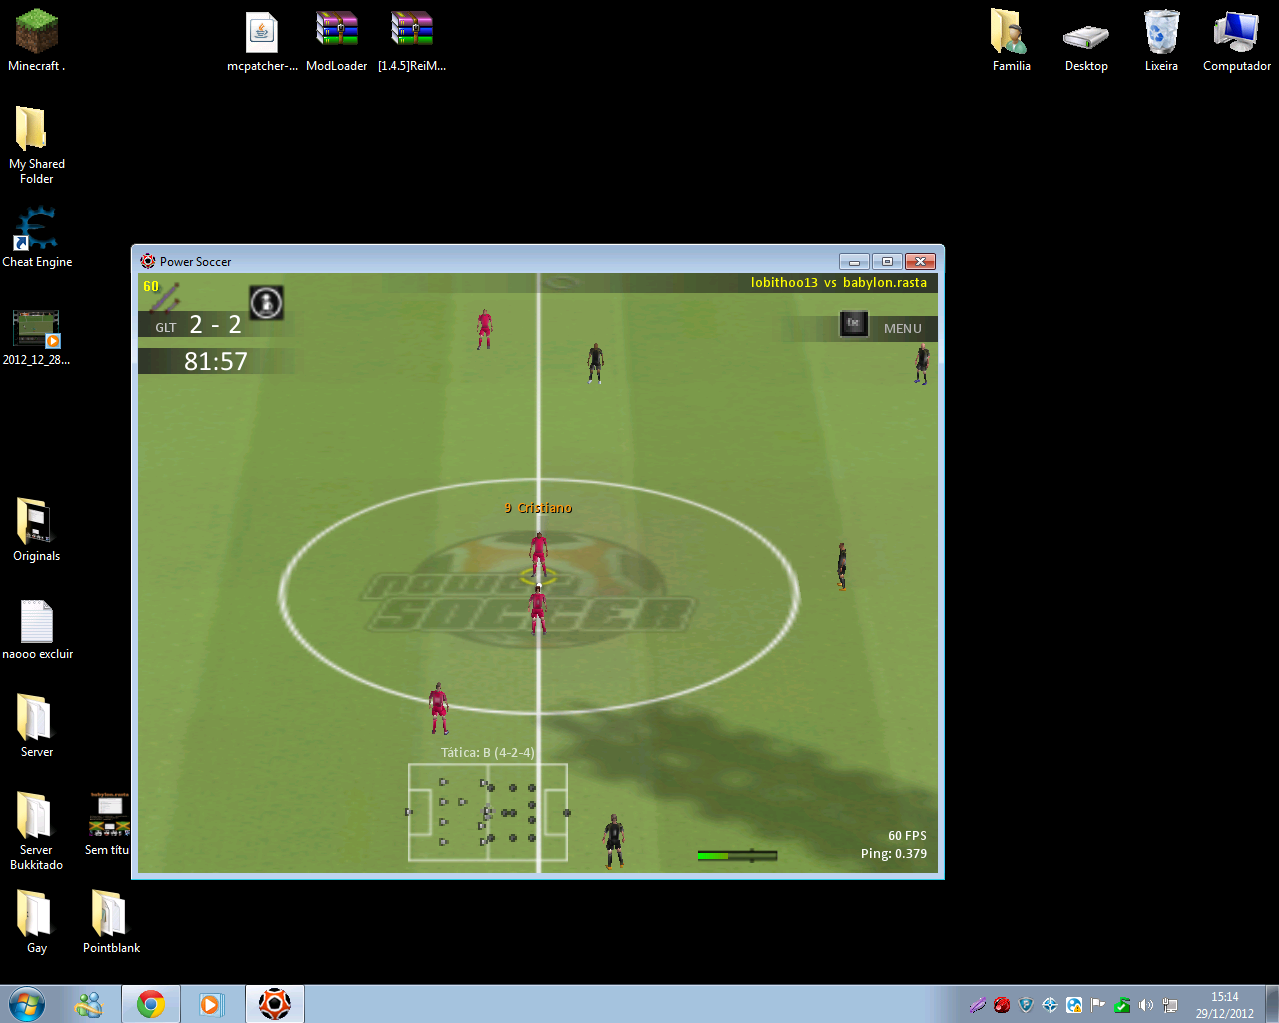 Minecraft .
mcpatcher-...
ModLoader
[1.4.5]ReiM...
Familia
Desktop
Lixeira
Computador
My Shared
Folder
Cheat Engine
2012_12_28...
Originals
naooo excluir
Server
Server
Bukkitado
Sem títu
Gay
Pointblank
Power Soccer
60
lobithoo13 vs babylon.rasta
GLT 2 - 2
MENU
81:57
9 Cristiano
POWER
SOCCER
Tática: B (4-2-4)
60 FPS
Ping: 0.379
15:14
29/12/2012